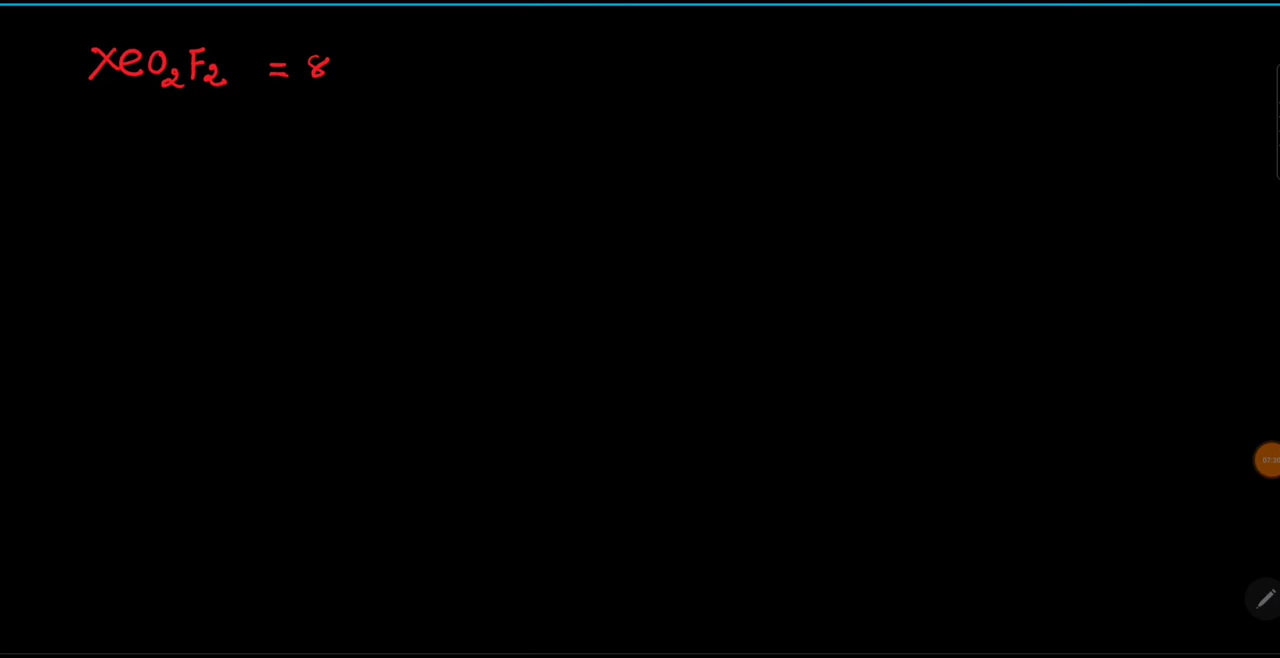 XeO₂F₂ = 8